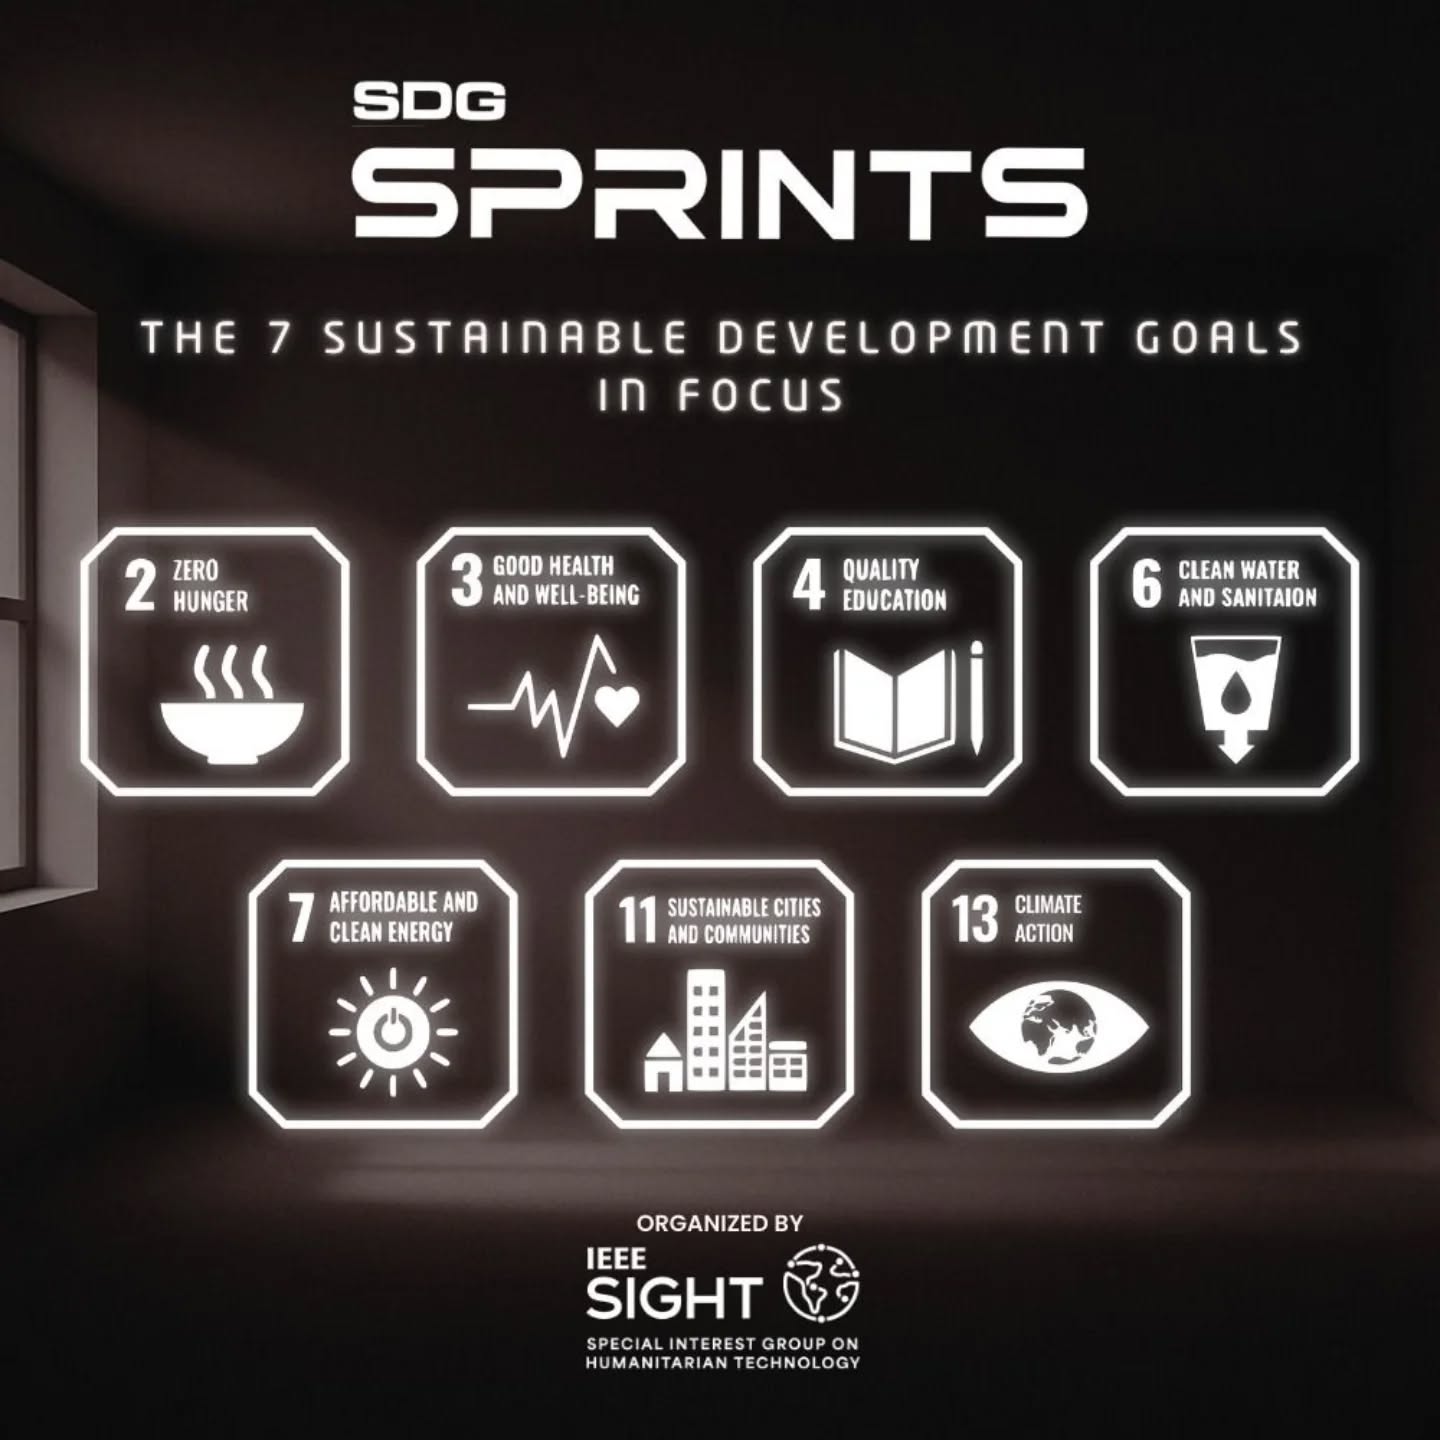 SDG
SPRINTS
THE 7 SUSTAINABLE DEVELOPMENT GOALS
IN FOCUS
2 ZERO
HUNGER
3 GOOD HEALTH
AND WELL-BEING
4 QUALITY
EDUCATION
6 CLEAN WATER
AND SANITAION
7 AFFORDABLE AND
CLEAN ENERGY
11 SUSTAINABLE CITIES
AND COMMUNITIES
13 CLIMATE
ACTION
ORGANIZED BY
IEEE
SIGHT
SPECIAL INTEREST GROUP ON
HUMANITARIAN TECHNOLOGY